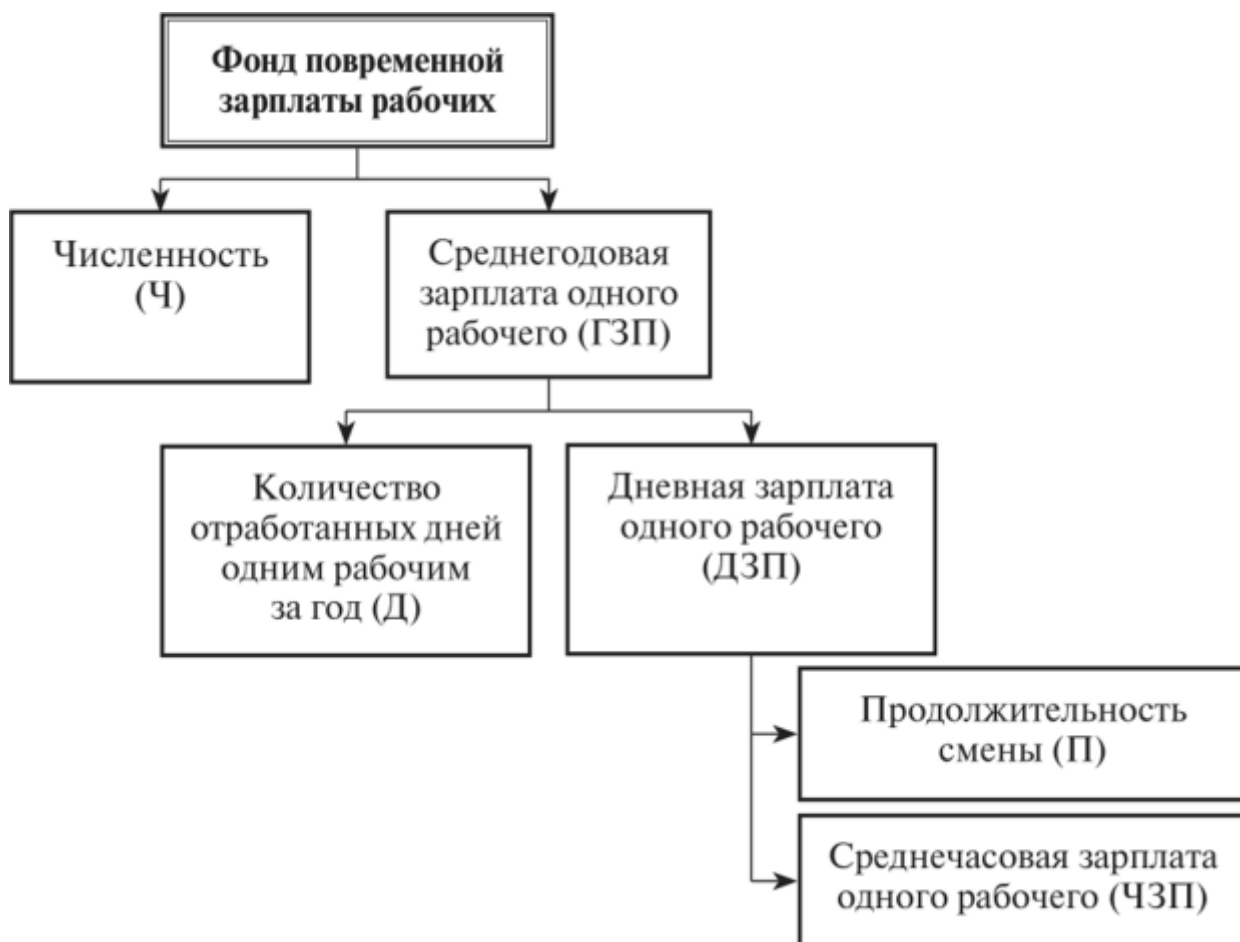 Фонд повременной
зарплаты рабочих
Численность
(Ч)
Среднегодовая
зарплата одного
рабочего (ГЗП)
Количество
отработанных дней
одним рабочим
за год (Д)
Дневная зарплата
одного рабочего
(ДЗП)
Продолжительность
смены (П)
Среднечасовая зарплата
одного рабочего (ЧЗП)